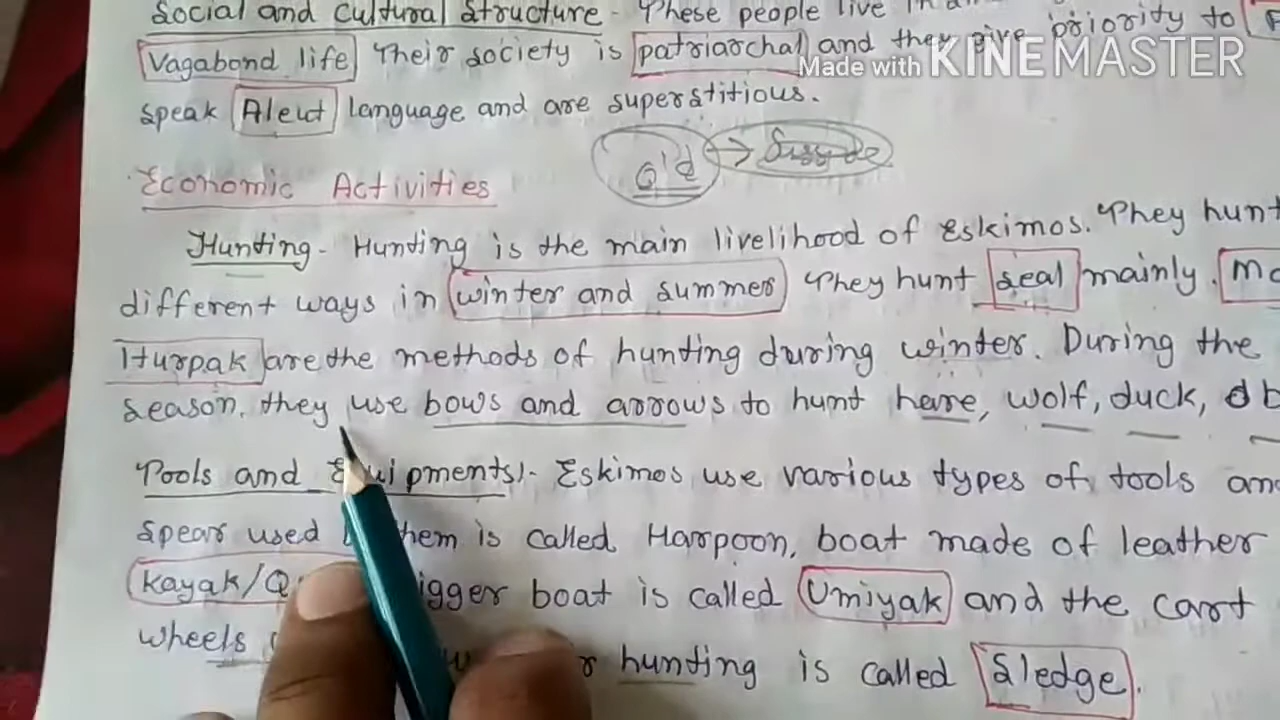 Social and Cultural Structure - These people live in
Vagabond life Their society is patriarchal and they give priority to
Made with KINEMASTER
speak Aleut language and are superstitious.
Old →
Economic Activities
Hunting - Hunting is the main livelihood of Eskimos. They hunt
different ways in winter and summer They hunt seal mainly.
Iturpak are the methods of hunting during winter. During the
season, they use bows and arrows to hunt hare, wolf, duck,
Tools and Equipments:- Eskimos use various types of tools
spear used them is called Harpoon, boat made of leather
Kayak/ boat is called Umiyak and the cart
wheels hunting is called Sledge.